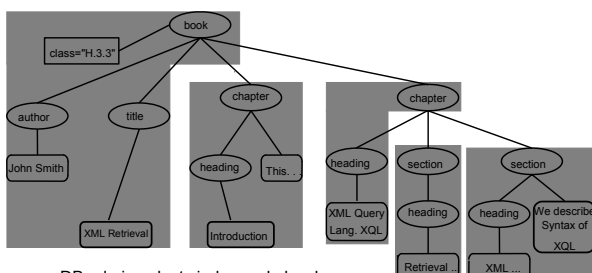 book
class="H.3.3"
chapter
chapter
author
title
heading
This. . .
heading
section
section
John Smith
XML Query
Lang. XQL
heading
heading
We describe
Syntax of
XQL
XML Retrieval
Introduction
Retrieval ...
XML ...